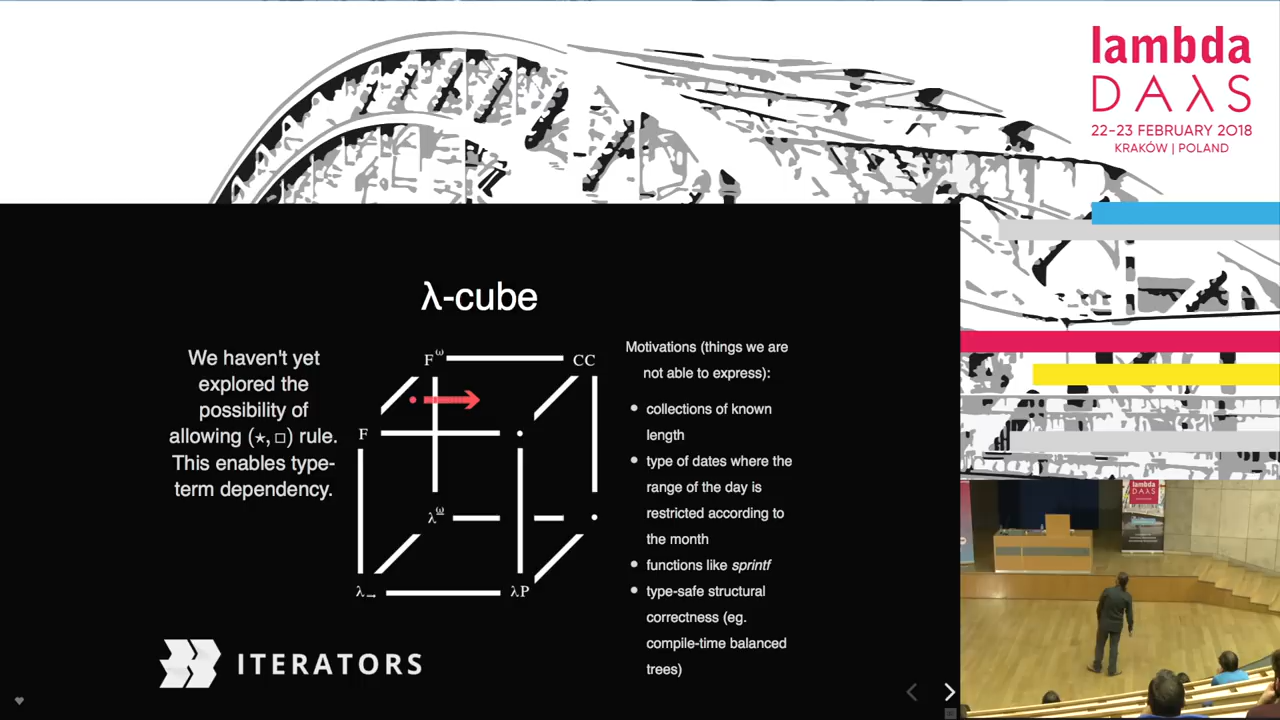 lambda
DAλS
22-23 FEBRUARY 2018
KRAKÓW | POLAND
λ-cube
We haven't yet
explored the
possibility of
allowing (⋆,□) rule.
This enables type-
term dependency.
Fω
CC
F
λω
λ→
λP
Motivations (things we are
not able to express):
• collections of known
length
• type of dates where the
range of the day is
restricted according to
the month
• functions like sprintf
• type-safe structural
correctness (eg.
compile-time balanced
trees)
ITERATORS
lambda
DAλS